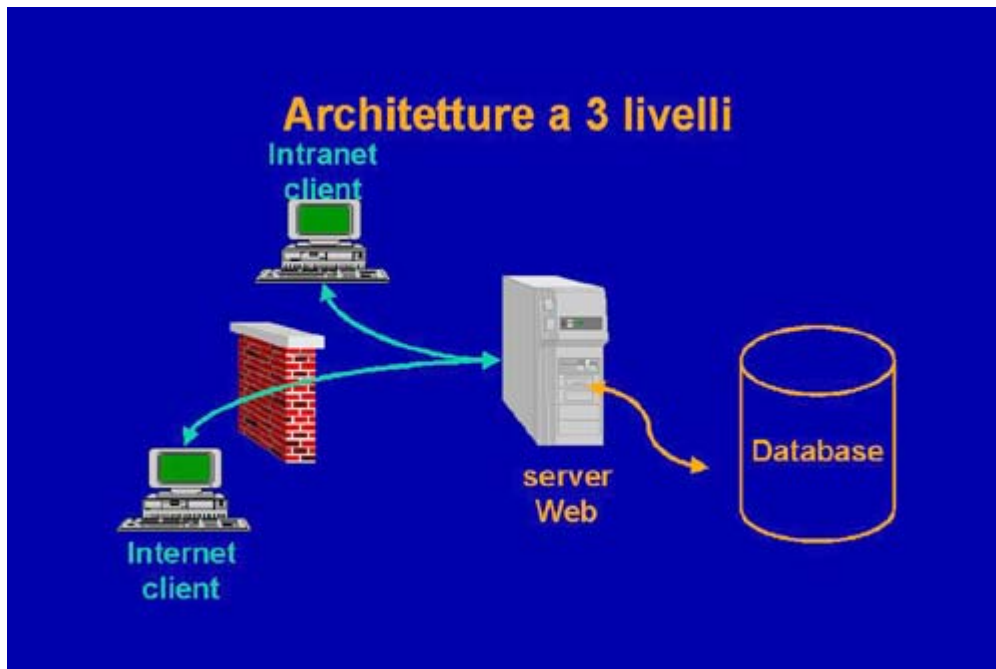 Architetture a 3 livelli
Intranet
client
server
Web
Database
Internet
client